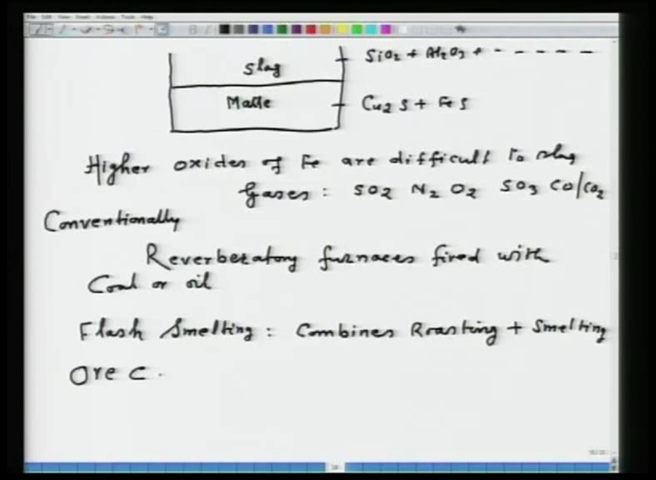 Slag
SiO2 + Al2O3 + - - - - -
Matte
Cu2S + FeS
Higher oxides of Fe are difficult to slag
Gases : SO2 N2 O2 SO3 CO/CO2
Conventionally
Reverberatory furnaces fired with
Coal or oil
Flash Smelting : Combines Roasting + Smelting
Ore C.